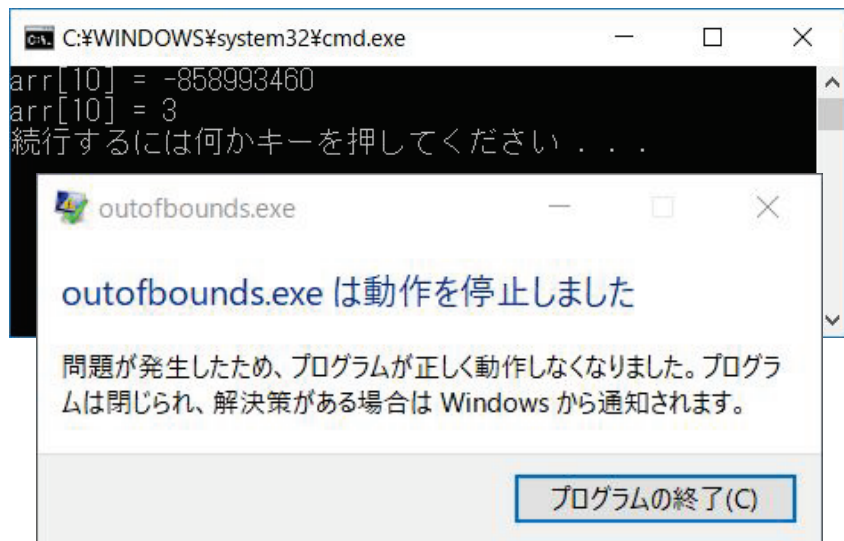 C:¥WINDOWS¥system32¥cmd.exe
arr[10] = -858993460
arr[10] = 3
続行するには何かキーを押してください . . .
outofbounds.exe
outofbounds.exe は動作を停止しました
問題が発生したため、プログラムが正しく動作しなくなりました。プログラ
ムは閉じられ、解決策がある場合は Windows から通知されます。
プログラムの終了(C)